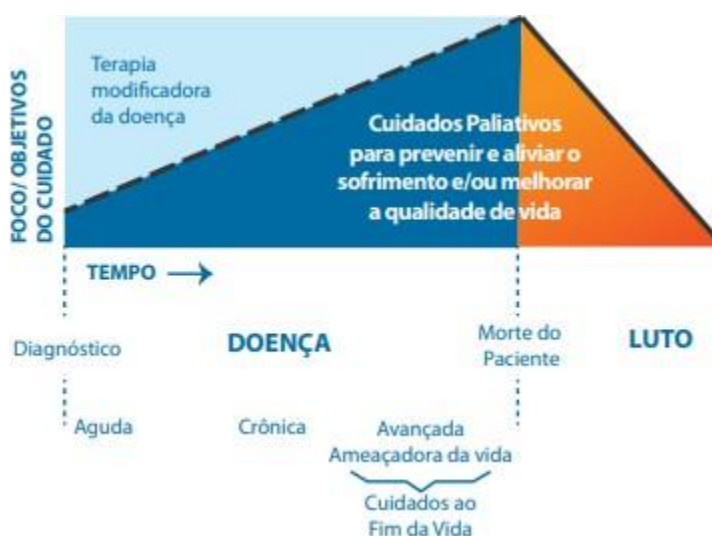 FOCO/ OBJETIVOS
DO CUIDADO
Terapia
modificadora
da doença
Cuidados Paliativos
para prevenir e aliviar o
sofrimento e/ou melhorar
a qualidade de vida
TEMPO
Diagnóstico
DOENÇA
Morte do
Paciente
LUTO
Aguda
Crônica
Avançada
Ameaçadora da vida
Cuidados ao
Fim da Vida